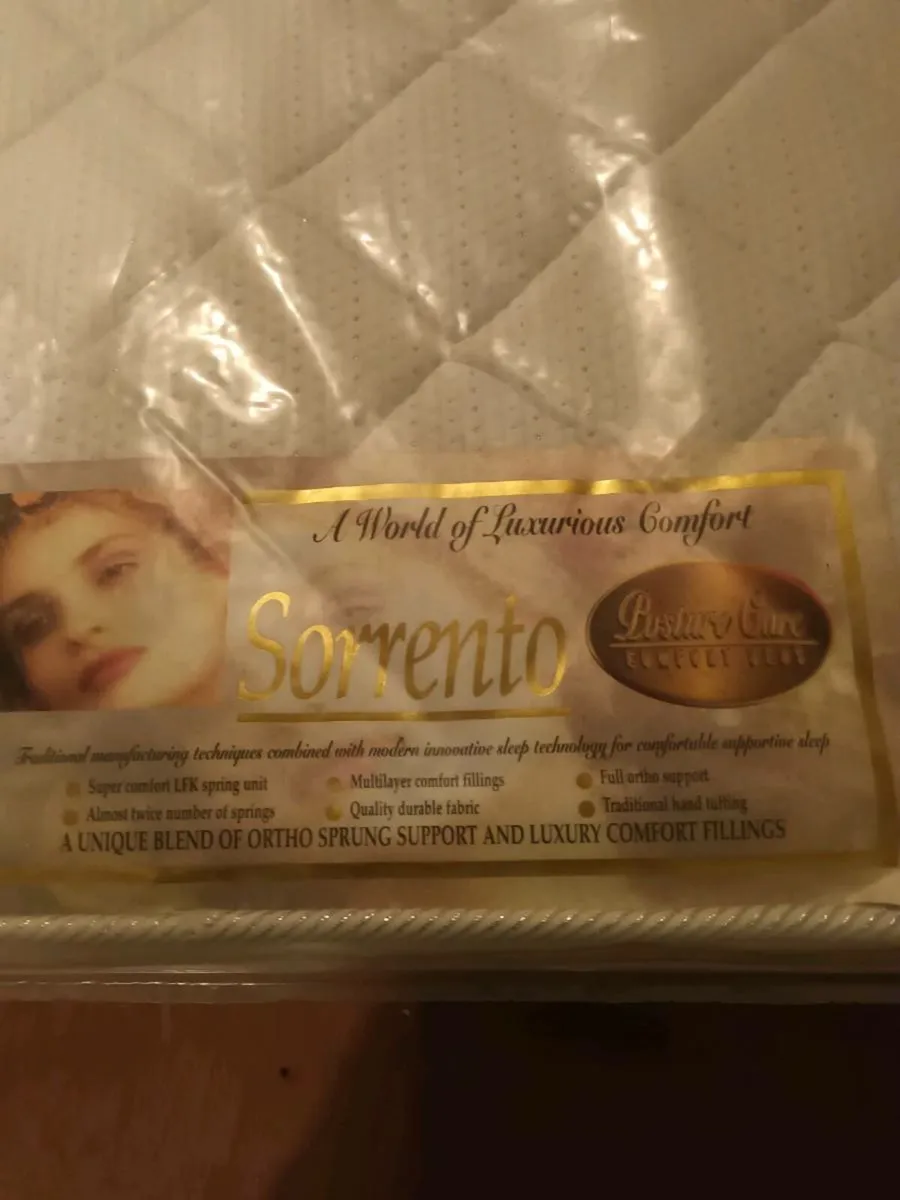 A World of Luxurious Comfort
Sorrento
Posture Care
COMFORT BEDS
Traditional manufacturing techniques combined with modern innovative sleep technology for comfortable supportive sleep
Super comfort LFK spring unit
Multilayer comfort fillings
Full ortho support
Almost twice number of springs
Quality durable fabric
Traditional hand tufting
A UNIQUE BLEND OF ORTHO SPRUNG SUPPORT AND LUXURY COMFORT FILLINGS